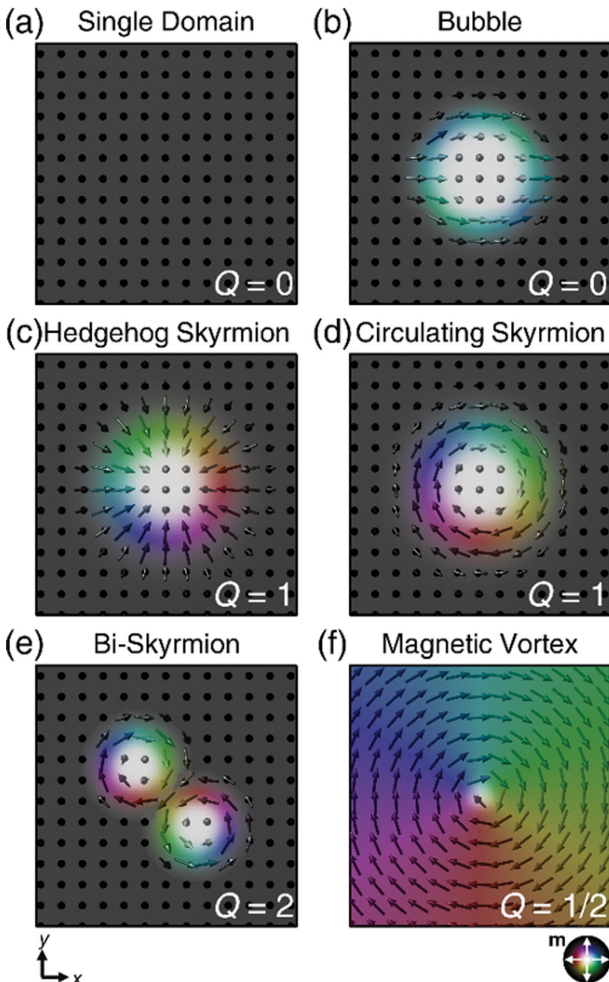 (a) Single Domain
(b) Bubble
Q = 0
Q = 0
(c) Hedgehog Skyrmion
(d) Circulating Skyrmion
Q = 1
Q = 1
(e) Bi-Skyrmion
(f) Magnetic Vortex
Q = 2
Q = 1/2
y
x
m